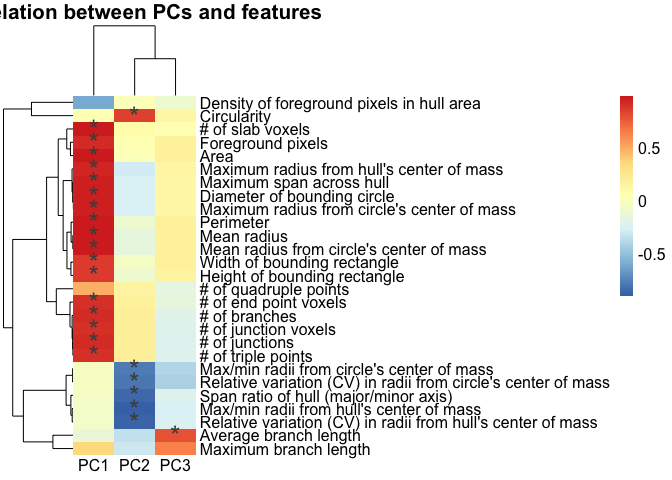 elation between PCs and features
Density of foreground pixels in hull area
Circularity
# of slab voxels
Foreground pixels
Area
Maximum radius from hull's center of mass
Maximum span across hull
Diameter of bounding circle
Maximum radius from circle's center of mass
Perimeter
Mean radius
Mean radius from circle's center of mass
Width of bounding rectangle
Height of bounding rectangle
# of quadruple points
# of end point voxels
# of branches
# of junction voxels
# of junctions
# of triple points
Max/min radii from circle's center of mass
Relative variation (CV) in radii from circle's center of mass
Span ratio of hull (major/minor axis)
Max/min radii from hull's center of mass
Relative variation (CV) in radii from hull's center of mass
Average branch length
Maximum branch length
PC1 PC2 PC3
0.5
0
-0.5